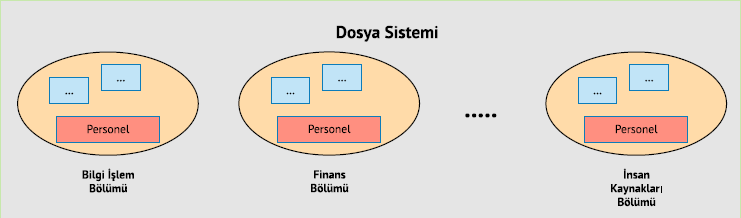 Dosya Sistemi
...
...
Personel
Bilgi İşlem
Bölümü
...
...
Personel
Finans
Bölümü
.....
...
...
Personel
İnsan
Kaynakları
Bölümü